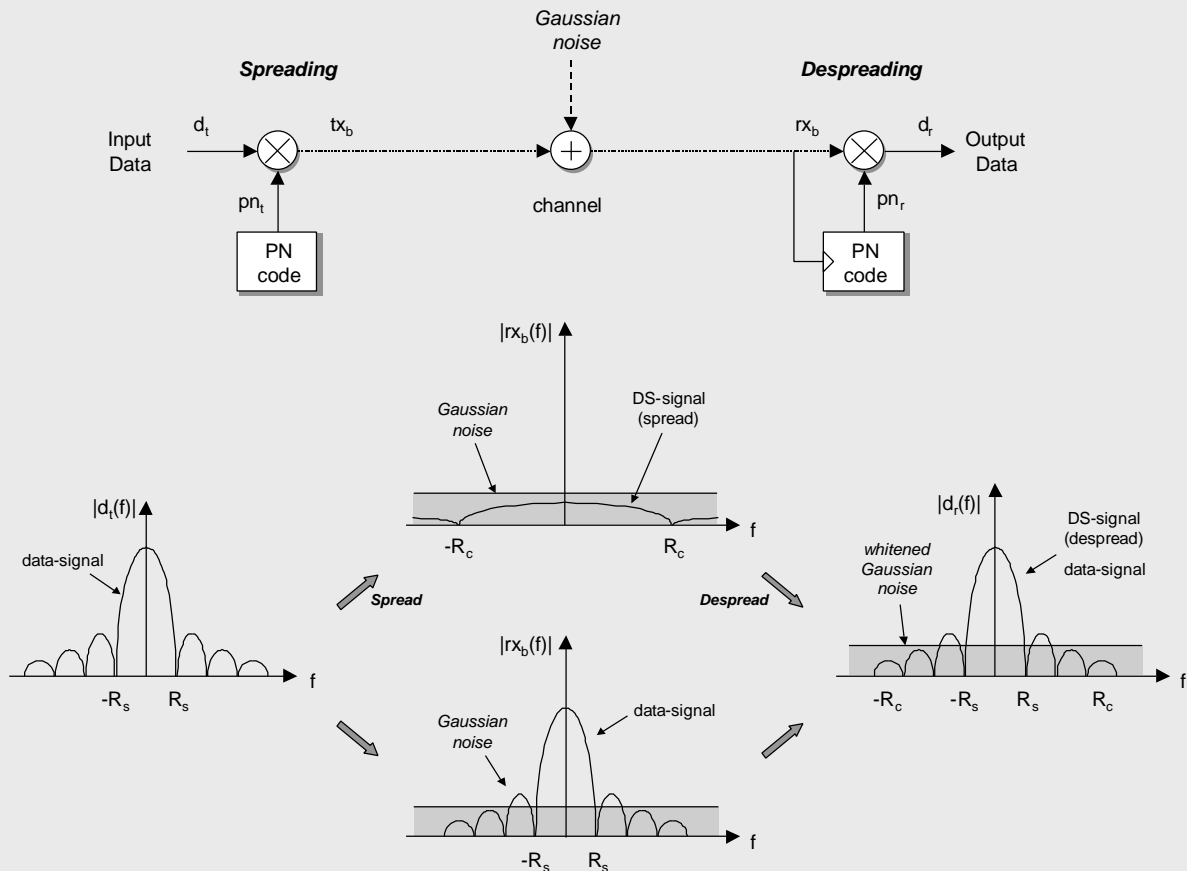 Gaussian
noise
Spreading
Despreading
Input
Data
d_t
tx_b
rx_b
d_r
Output
Data
pn_t
channel
pn_r
PN
code
PN
code
|rx_b(f)|
Gaussian
noise
DS-signal
(spread)
-R_c
R_c
f
|d_t(f)|
data-signal
-R_s
R_s
f
Spread
Despread
|rx_b(f)|
Gaussian
noise
data-signal
-R_s
R_s
f
|d_r(f)|
DS-signal
(despread)
data-signal
whitened
Gaussian
noise
-R_c
-R_s
R_s
R_c
f